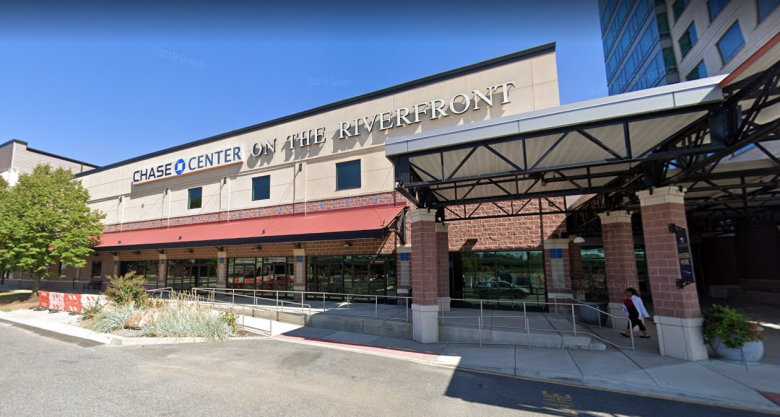 CHASE CENTER ON THE RIVERFRONT